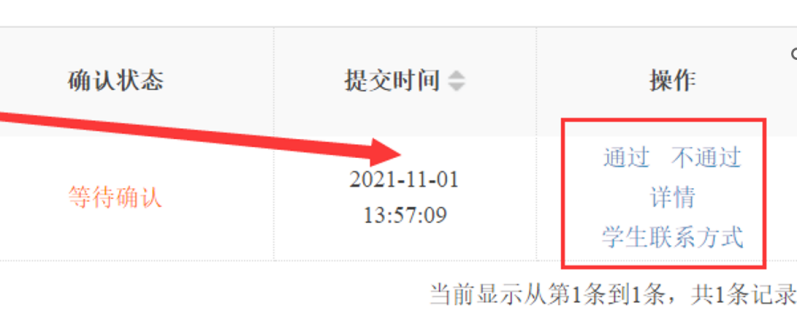 确认状态 提交时间 操作
通过 不通过
等待确认 2021-11-01 详情
13:57:09 学生联系方式
当前显示从第1条到1条，共1条记录